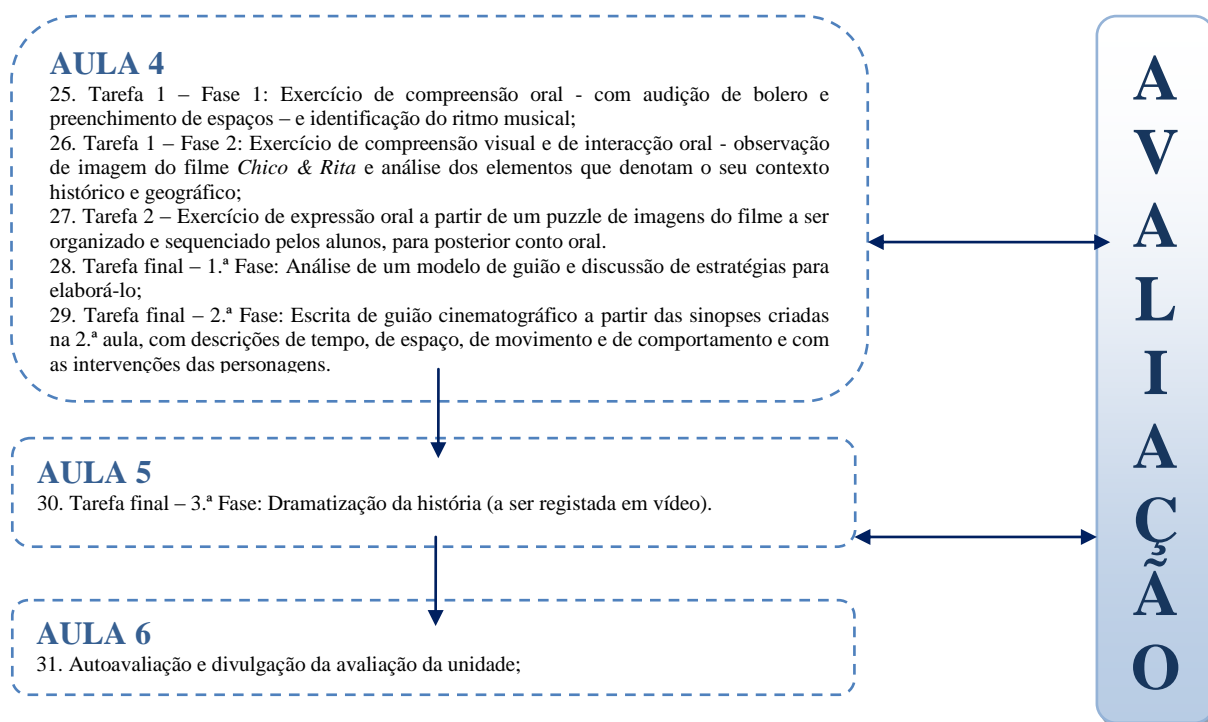 AULA 4
25. Tarefa 1 – Fase 1: Exercício de compreensão oral - com audição de bolero e
preenchimento de espaços – e identificação do ritmo musical;
26. Tarefa 1 – Fase 2: Exercício de compreensão visual e de interacção oral - observação
de imagem do filme Chico & Rita e análise dos elementos que denotam o seu contexto
histórico e geográfico;
27. Tarefa 2 – Exercício de expressão oral a partir de um puzzle de imagens do filme a ser
organizado e sequenciado pelos alunos, para posterior conto oral.
28. Tarefa final – 1.ª Fase: Análise de um modelo de guião e discussão de estratégias para
elaborá-lo;
29. Tarefa final – 2.ª Fase: Escrita de guião cinematográfico a partir das sinopses criadas
na 2.ª aula, com descrições de tempo, de espaço, de movimento e de comportamento e com
as intervenções das personagens.
AULA 5
30. Tarefa final – 3.ª Fase: Dramatização da história (a ser registada em vídeo).
AULA 6
31. Autoavaliação e divulgação da avaliação da unidade;
A
V
A
L
I
A
Ç
Ã
O